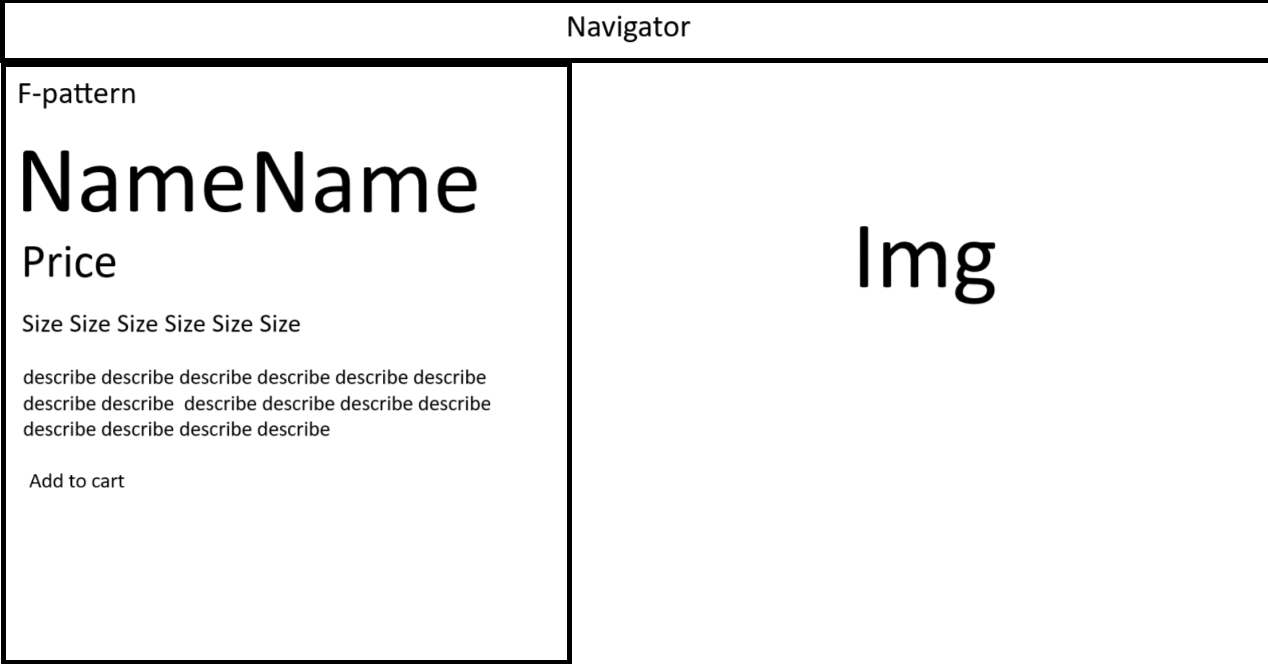 Navigator
F-pattern
NameName
Price
Size Size Size Size Size Size
describe describe describe describe describe describe
describe describe  describe describe describe describe
describe describe describe describe
Add to cart
Img